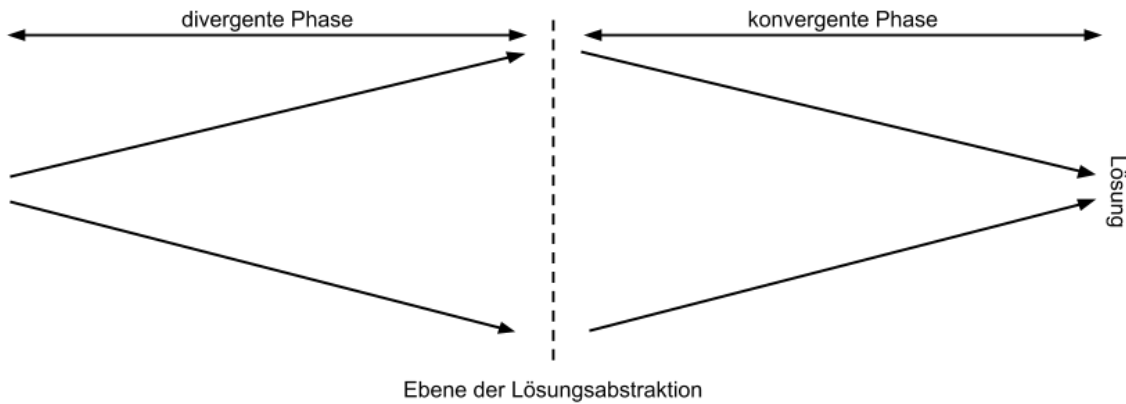 divergente Phase
konvergente Phase
Lösung
Ebene der Lösungsabstraktion